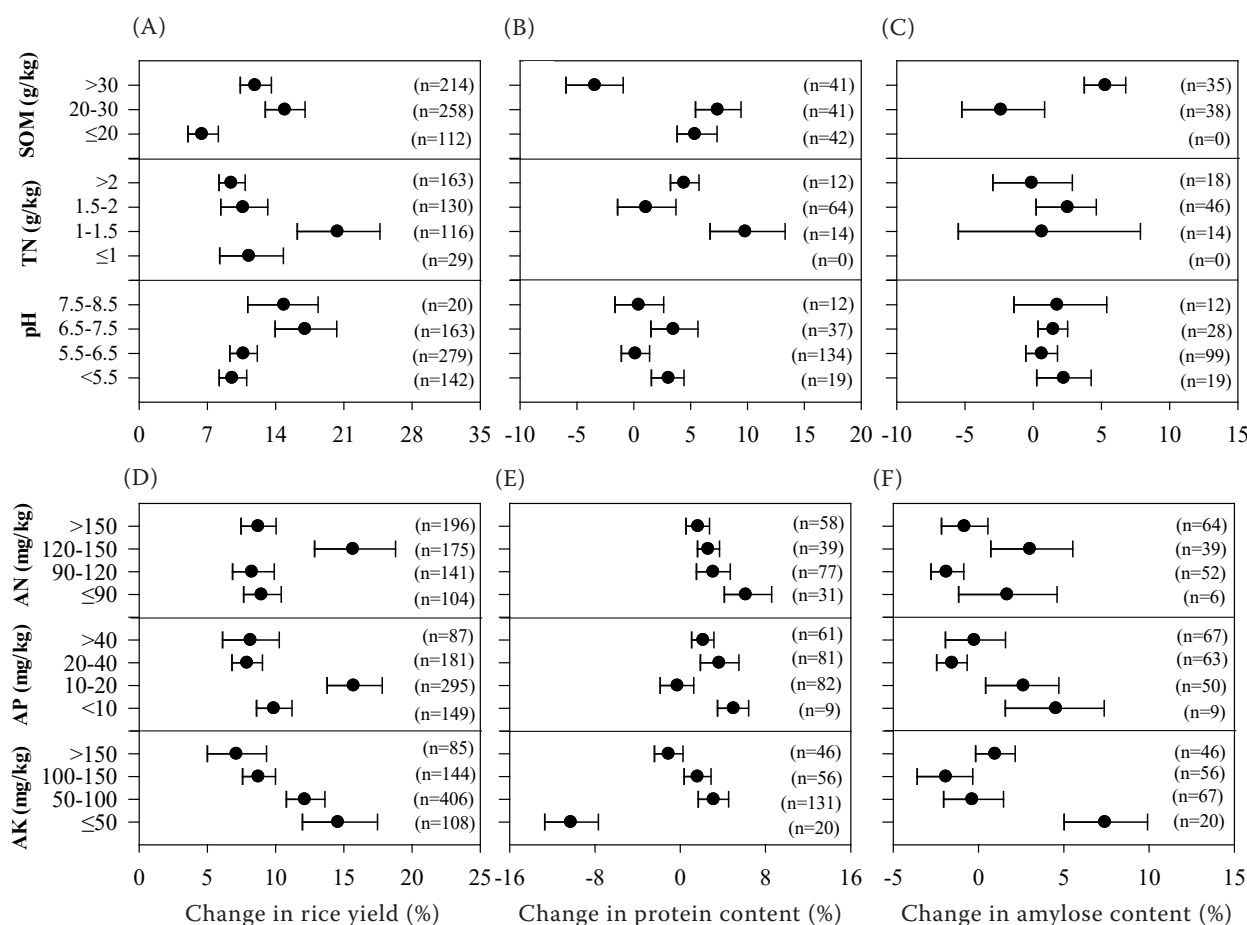 (A) (B) (C)
SOM (g/kg)
>30 (n=214) (n=41) (n=35)
20-30 (n=258) (n=41) (n=38)
≤20 (n=112) (n=42) (n=0)
TN (g/kg)
>2 (n=163) (n=12) (n=18)
1.5-2 (n=130) (n=64) (n=46)
1-1.5 (n=116) (n=14) (n=14)
≤1 (n=29) (n=0) (n=0)
pH
7.5-8.5 (n=20) (n=12) (n=12)
6.5-7.5 (n=163) (n=37) (n=28)
5.5-6.5 (n=279) (n=134) (n=99)
<5.5 (n=142) (n=19) (n=19)
0 7 14 21 28 35 -10 -5 0 5 10 15 20 -10 -5 0 5 10 15
(D) (E) (F)
AN (mg/kg)
>150 (n=196) (n=58) (n=64)
120-150 (n=175) (n=39) (n=39)
90-120 (n=141) (n=77) (n=52)
≤90 (n=104) (n=31) (n=6)
AP (mg/kg)
>40 (n=87) (n=61) (n=67)
20-40 (n=181) (n=81) (n=63)
10-20 (n=295) (n=82) (n=50)
<10 (n=149) (n=9) (n=9)
AK (mg/kg)
>150 (n=85) (n=46) (n=46)
100-150 (n=144) (n=56) (n=56)
50-100 (n=406) (n=131) (n=67)
≤50 (n=108) (n=20) (n=20)
0 5 10 15 20 25 -16 -8 0 8 16 -5 0 5 10 15
Change in rice yield (%) Change in protein content (%) Change in amylose content (%)